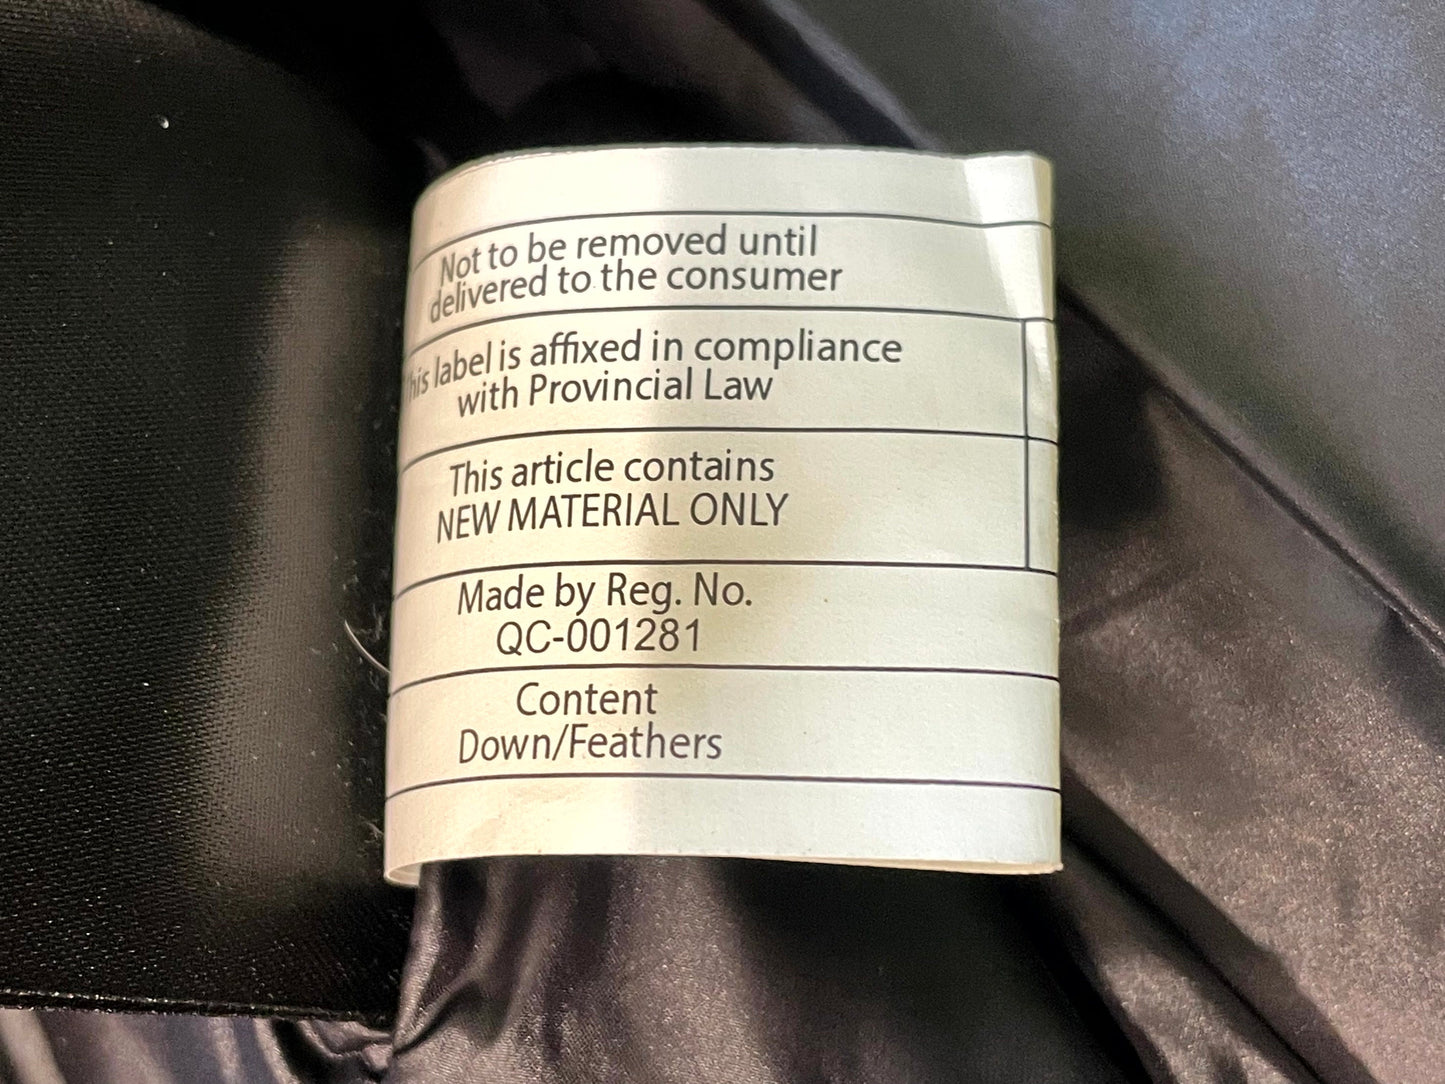 Not to be removed until
delivered to the consumer
This label is affixed in compliance
with Provincial Law
This article contains
NEW MATERIAL ONLY
Made by Reg. No.
QC-001281
Content
Down/Feathers